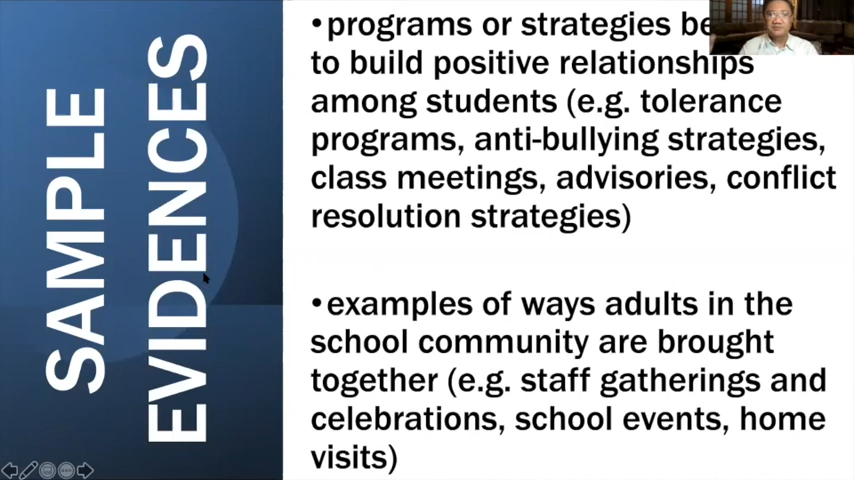 SAMPLE
EVIDENCES
•programs or strategies
to build positive relationships
among students (e.g. tolerance
programs, anti-bullying strategies,
class meetings, advisories, conflict
resolution strategies)
•examples of ways adults in the
school community are brought
together (e.g. staff gatherings and
celebrations, school events, home
visits)